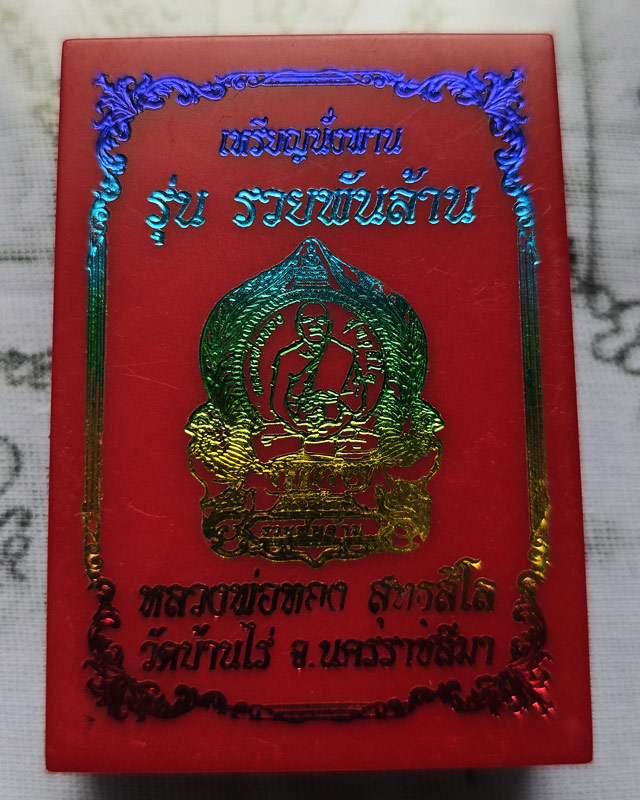 เหรียญนั่งพาน
รุ่น รวยพันล้าน
หลวงพ่อทอง สุทธสีโล
วัดบ้านไร่ จ.นครราชสีมา